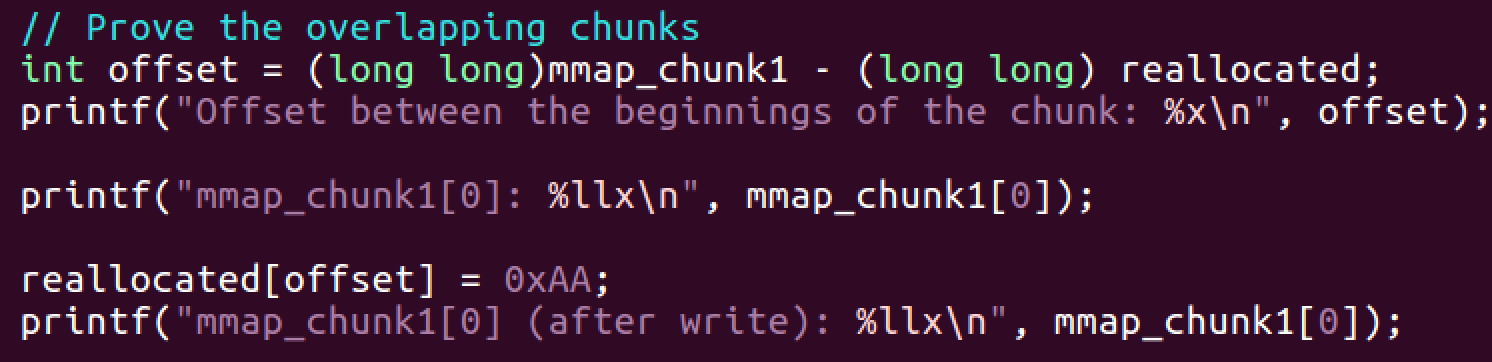 // Prove the overlapping chunks
int offset = (long long)mmap_chunk1 - (long long) reallocated;
printf("Offset between the beginnings of the chunk: %x\n", offset);
printf("mmap_chunk1[0]: %llx\n", mmap_chunk1[0]);
reallocated[offset] = 0xAA;
printf("mmap_chunk1[0] (after write): %llx\n", mmap_chunk1[0]);